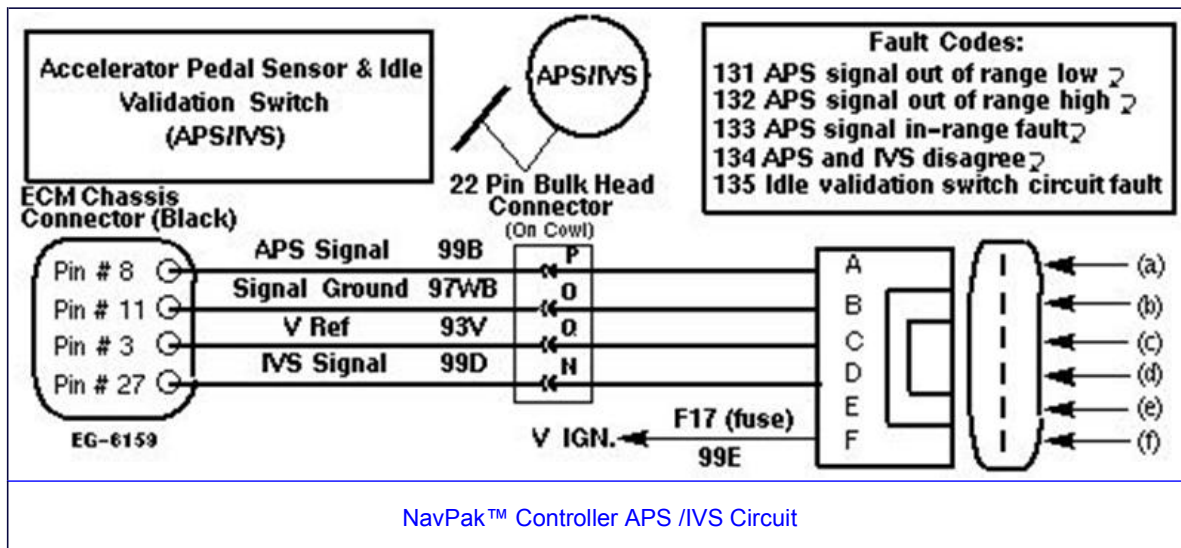 Accelerator Pedal Sensor & Idle
Validation Switch
(APS/IVS)
APS/IVS
Fault Codes:
131 APS signal out of range low
132 APS signal out of range high
133 APS signal in-range fault
134 APS and IVS disagree
135 Idle validation switch circuit fault
22 Pin Bulk Head
Connector
(On Cowl)
ECM Chassis
Connector (Black)
Pin # 8
APS Signal 99B
P
A
(a)
Pin # 11
Signal Ground 97WB
O
B
(b)
Pin # 3
V Ref 93V
Q
C
(c)
Pin # 27
IVS Signal 99D
N
D
(d)
E
(e)
V IGN.
F17 (fuse)
99E
F
(f)
EG-6159
NavPak™ Controller APS /IVS Circuit